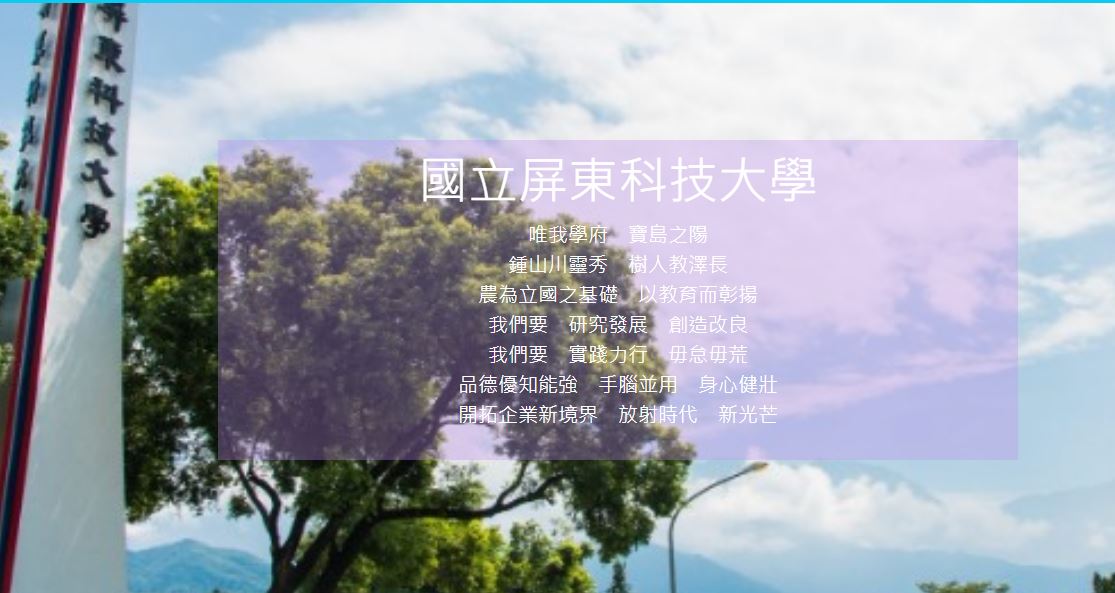 屏東科技大學
國立屏東科技大學
唯我學府　寶島之陽
鍾山川靈秀　樹人教澤長
農為立國之基礎　以教育而彰揚
我們要　研究發展　創造改良
我們要　實踐力行　毋怠毋荒
品德優知能強　手腦並用　身心健壯
開拓企業新境界　放射時代　新光芒